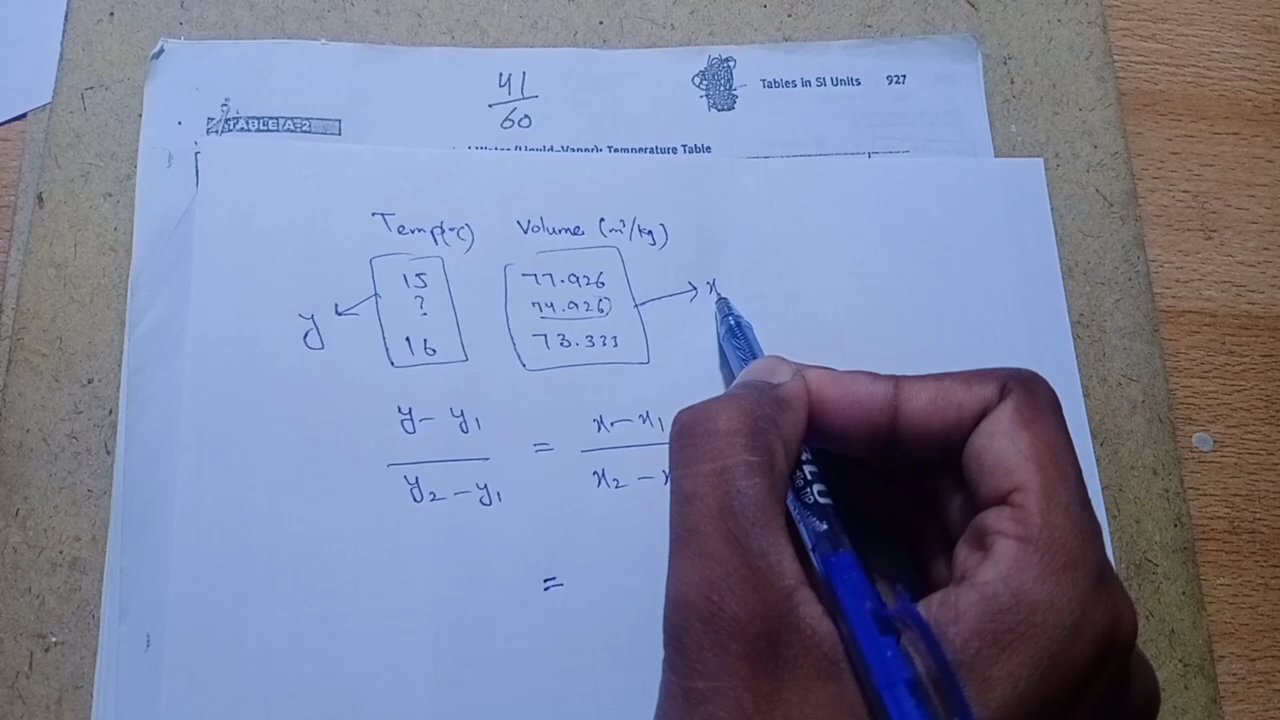 41
60
Tables in SI Units 927
TABLE A-2
Water (Liquid–Vapor): Temperature Table
Temp(°C) Volume (m³/kg)
15 77.926
? 74.926
16 73.333
y x
y - y₁ = x - x₁
y₂ - y₁ x₂ -
=